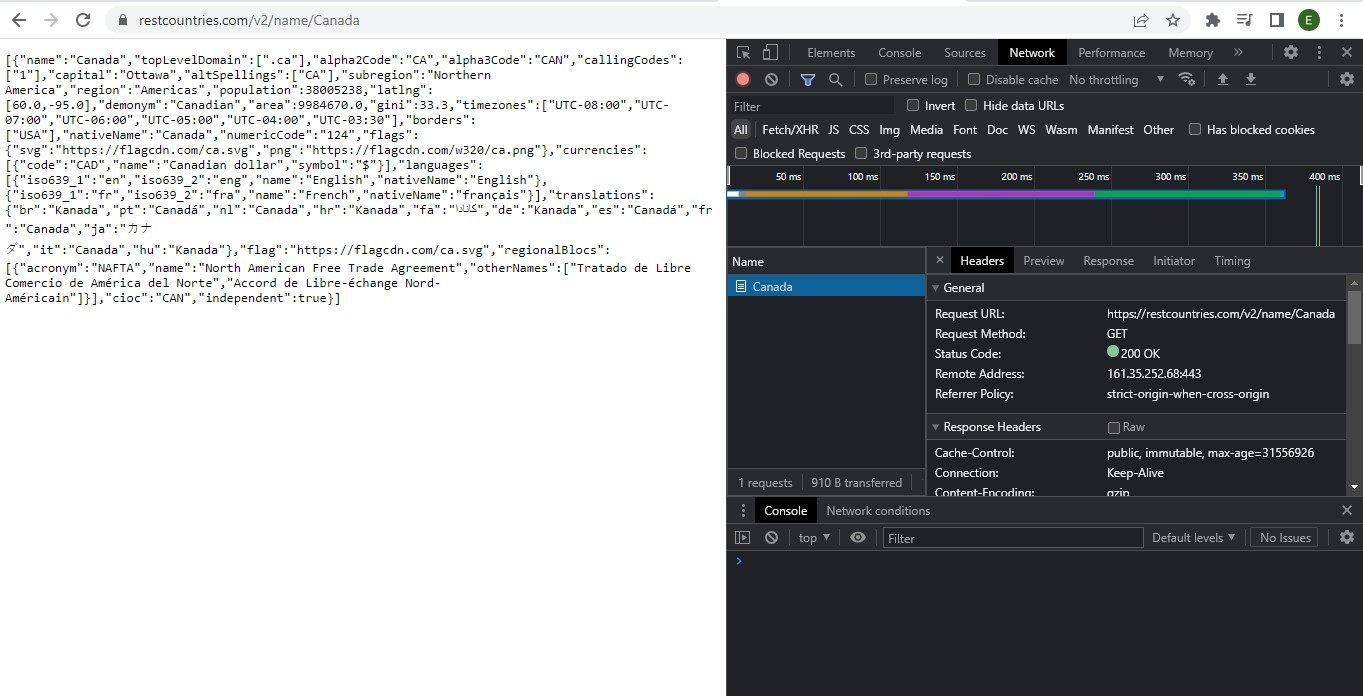 restcountries.com/v2/name/Canada
E
[{"name":"Canada","topLevelDomain":[".ca"],"alpha2Code":"CA","alpha3Code":"CAN","callingCodes":
["1"],"capital":"Ottawa","altSpellings":["CA"],"subregion":"Northern
America","region":"Americas","population":38005238,"latlng":
[60.0,-95.0],"demonym":"Canadian","area":9984670.0,"gini":33.3,"timezones":["UTC-08:00","UTC-
07:00","UTC-06:00","UTC-05:00","UTC-04:00","UTC-03:30"],"borders":
["USA"],"nativeName":"Canada","numericCode":"124","flags":
{"svg":"https://flagcdn.com/ca.svg","png":"https://flagcdn.com/w320/ca.png"},"currencies":
[{"code":"CAD","name":"Canadian dollar","symbol":"$"}],"languages":
[{"iso639_1":"en","iso639_2":"eng","name":"English","nativeName":"English"},
{"iso639_1":"fr","iso639_2":"fra","name":"French","nativeName":"français"}],"translations":
{"br":"Kanada","pt":"Canadá","nl":"Canada","hr":"Kanada","fa":"کانادا","de":"Kanada","es":"Canadá","fr
":"Canada","ja":"カナ
ダ","it":"Canada","hu":"Kanada"},"flag":"https://flagcdn.com/ca.svg","regionalBlocs":
[{"acronym":"NAFTA","name":"North American Free Trade Agreement","otherNames":["Tratado de Libre
Comercio de América del Norte","Accord de Libre-échange Nord-
Américain"]}],"cioc":"CAN","independent":true}]
Elements Console Sources Network Performance Memory »
Preserve log Disable cache No throttling
Filter Invert Hide data URLs
All Fetch/XHR JS CSS Img Media Font Doc WS Wasm Manifest Other Has blocked cookies
Blocked Requests 3rd-party requests
50 ms 100 ms 150 ms 200 ms 250 ms 300 ms 350 ms 400 ms
Name
Canada
1 requests 910 B transferred
Headers Preview Response Initiator Timing
General
Request URL: https://restcountries.com/v2/name/Canada
Request Method: GET
Status Code: 200 OK
Remote Address: 161.35.252.68:443
Referrer Policy: strict-origin-when-cross-origin
Response Headers Raw
Cache-Control: public, immutable, max-age=31556926
Connection: Keep-Alive
Content-Encoding: gzip
Console Network conditions
top Filter Default levels No Issues